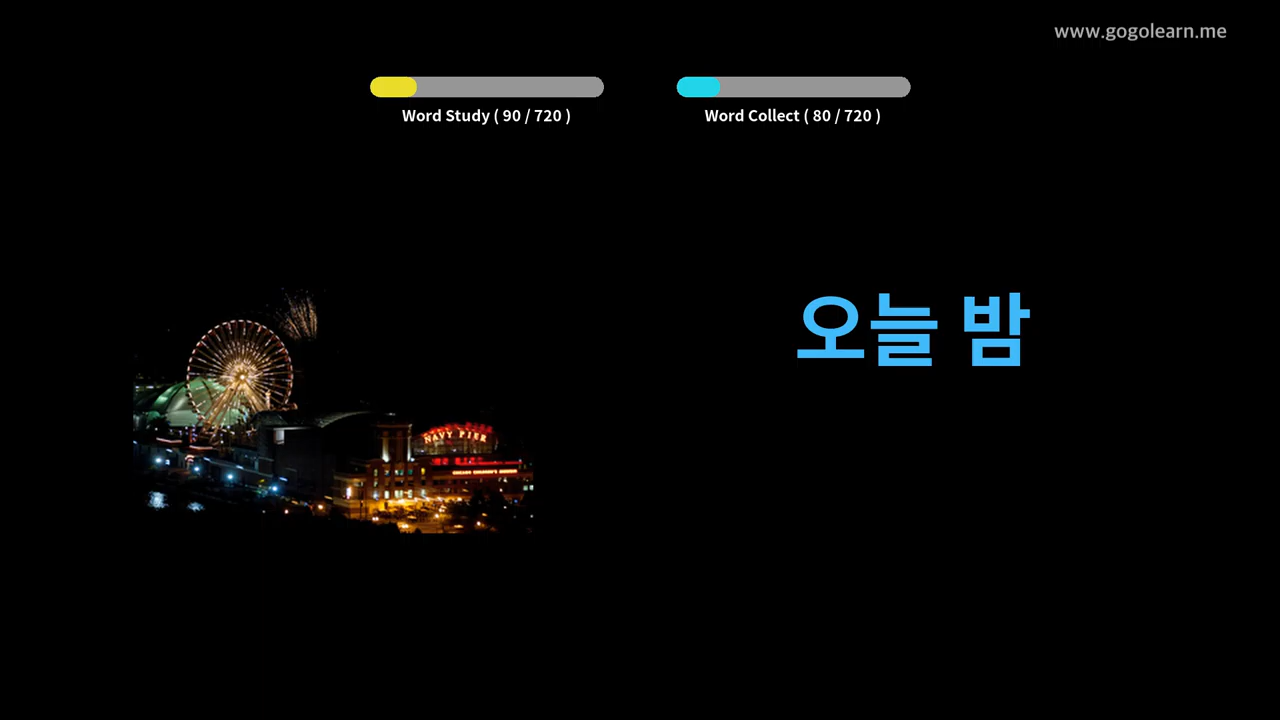 www.gogolearn.me
Word Study ( 90 / 720 )
Word Collect ( 80 / 720 )
오늘 밤
NAVY PIER